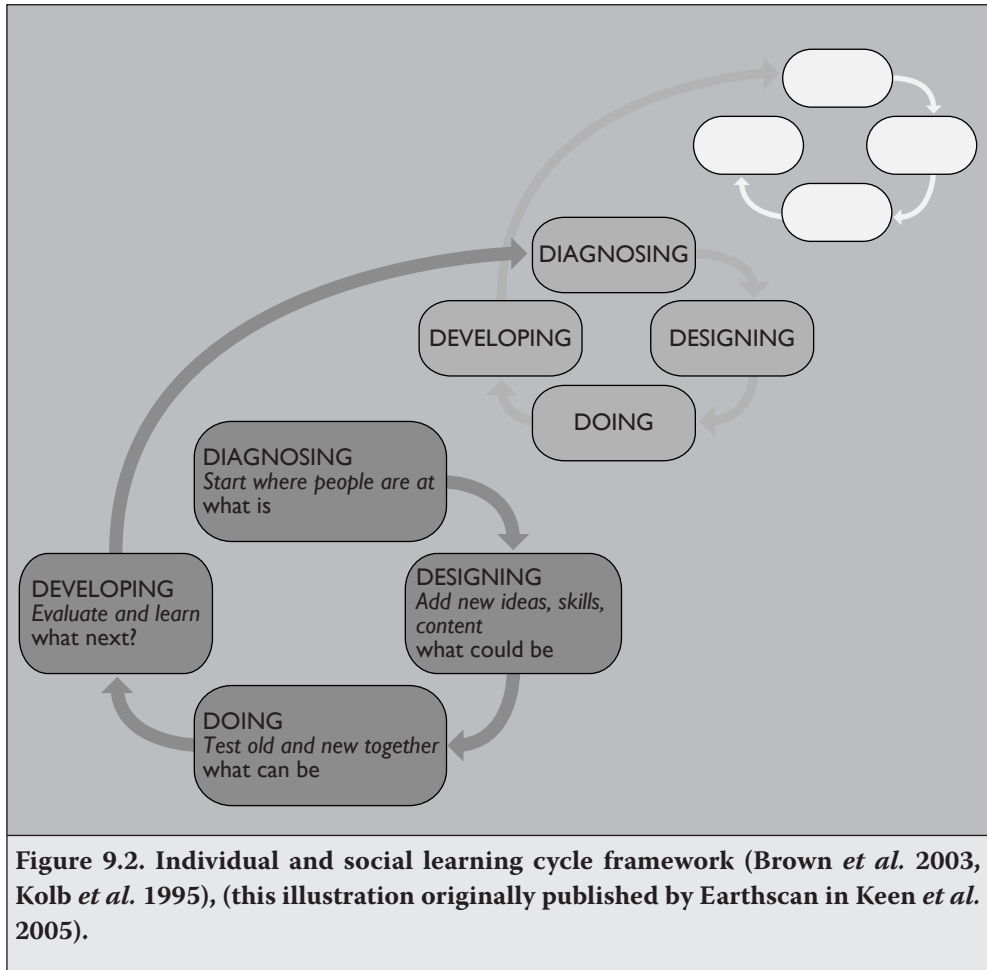 DIAGNOSING
DEVELOPING
DESIGNING
DOING
DIAGNOSING
Start where people are at
what is
DESIGNING
Add new ideas, skills,
content
what could be
DOING
Test old and new together
what can be
DEVELOPING
Evaluate and learn
what next?
Figure 9.2. Individual and social learning cycle framework (Brown et al. 2003,
Kolb et al. 1995), (this illustration originally published by Earthscan in Keen et al.
2005).